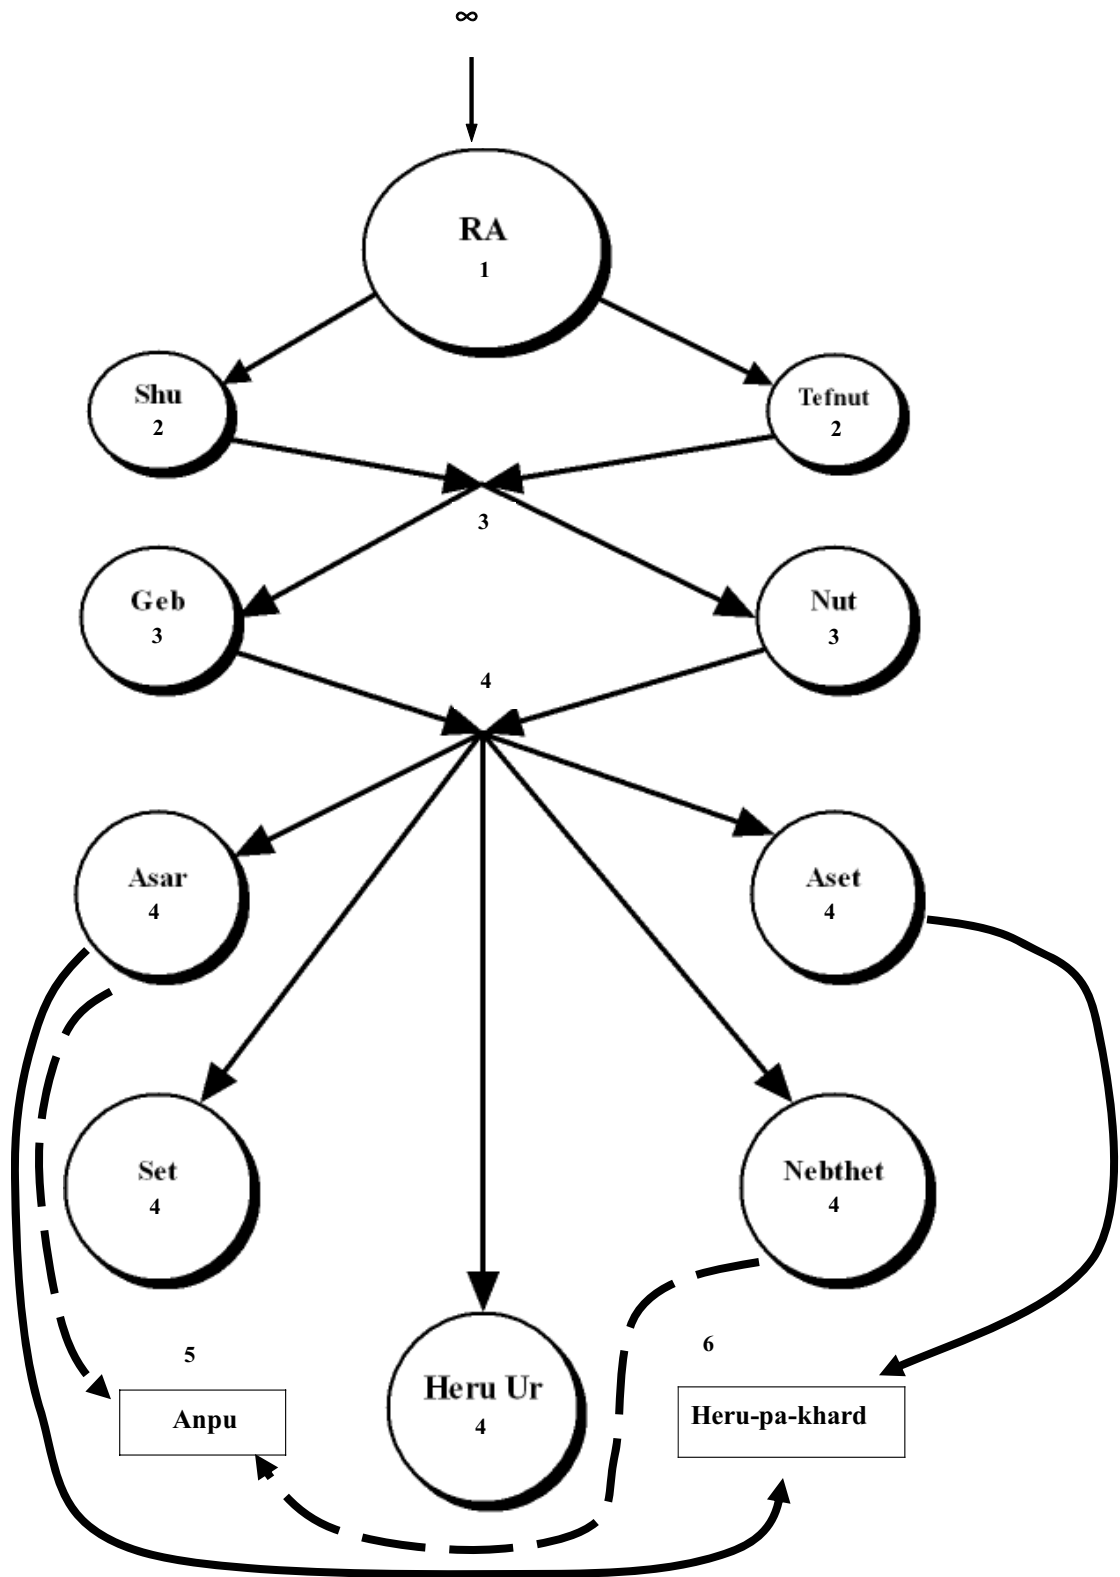 ∞
RA
1
Shu
2
Tefnut
2
3
Geb
3
Nut
3
4
Asar
4
Aset
4
Set
4
Nebthet
4
5
6
Anpu
Heru Ur
4
Heru-pa-khard